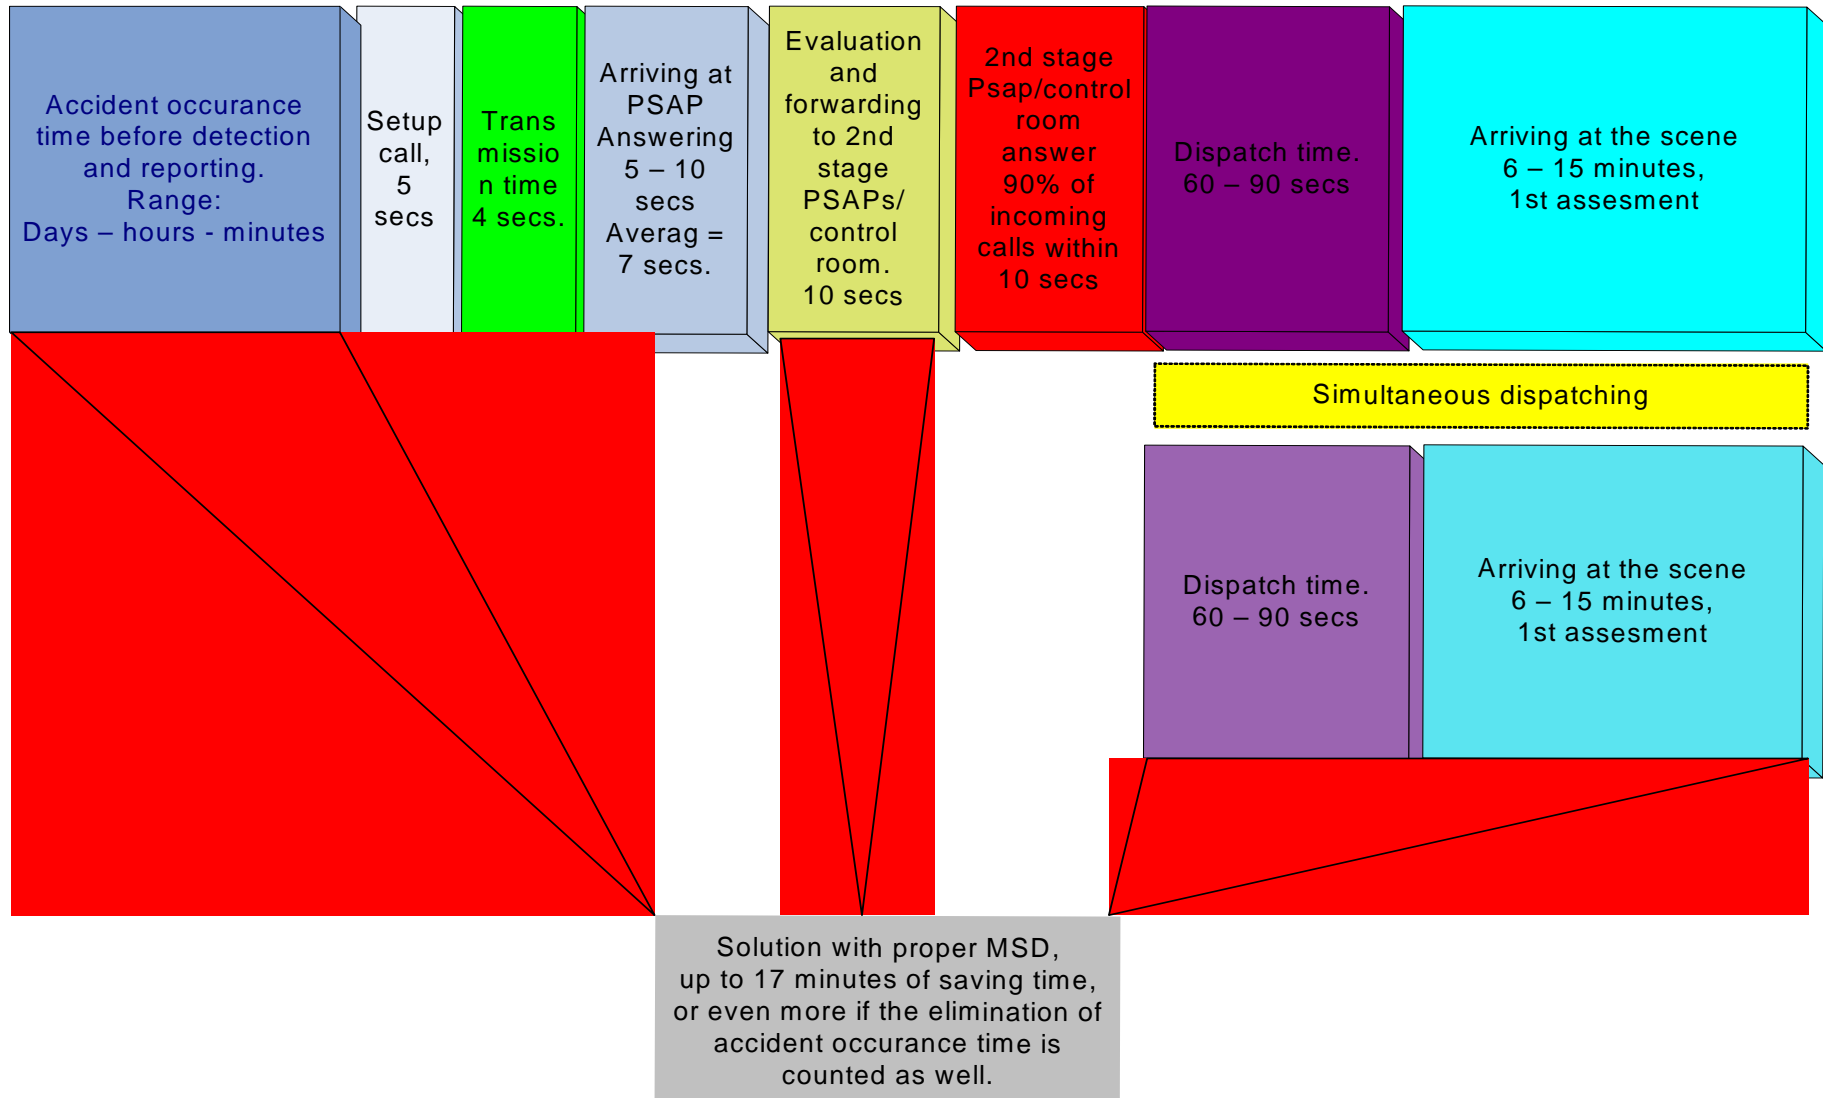 Accident occurance
time before detection
and reporting.
Range:
Days – hours - minutes
Setup
call,
5
secs
Trans
missio
n time
4 secs.
Arriving at
PSAP
Answering
5 – 10
secs
Averag =
7 secs.
Evaluation
and
forwarding
to 2nd
stage
PSAPs/
control
room.
10 secs
2nd stage
Psap/control
room
answer
90% of
incoming
calls within
10 secs
Dispatch time.
60 – 90 secs
Arriving at the scene
6 – 15 minutes,
1st assesment
Simultaneous dispatching
Dispatch time.
60 – 90 secs
Arriving at the scene
6 – 15 minutes,
1st assesment
Solution with proper MSD,
up to 17 minutes of saving time,
or even more if the elimination of
accident occurance time is
counted as well.